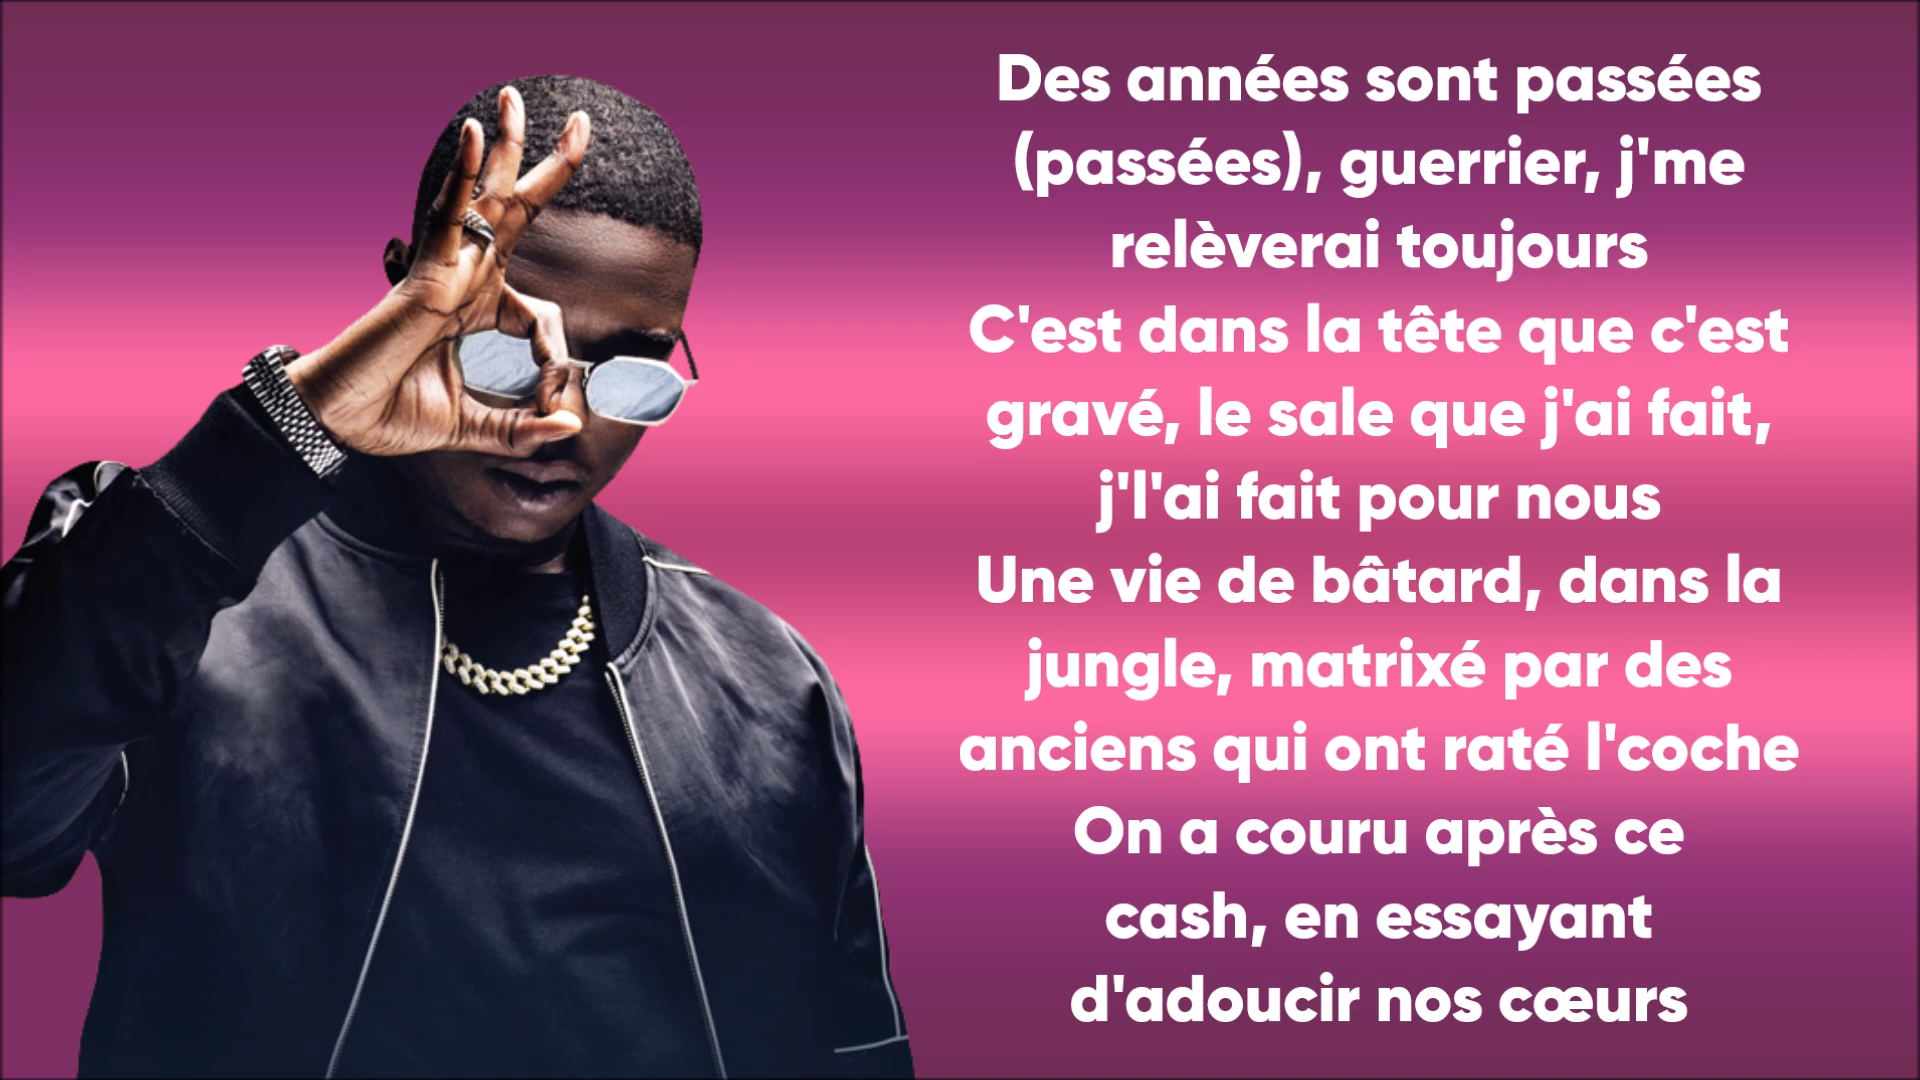 Des années sont passées
(passées), guerrier, j'me
relèverai toujours
C'est dans la tête que c'est
gravé, le sale que j'ai fait,
j'l'ai fait pour nous
Une vie de bâtard, dans la
jungle, matrixé par des
anciens qui ont raté l'coche
On a couru après ce
cash, en essayant
d'adoucir nos cœurs